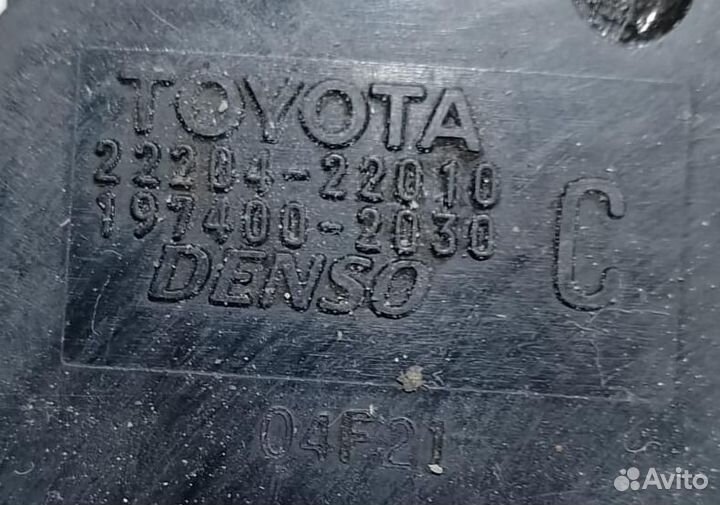 TOYOTA
22204-22010
197400-2030
DENSO
C
04F21
Avito